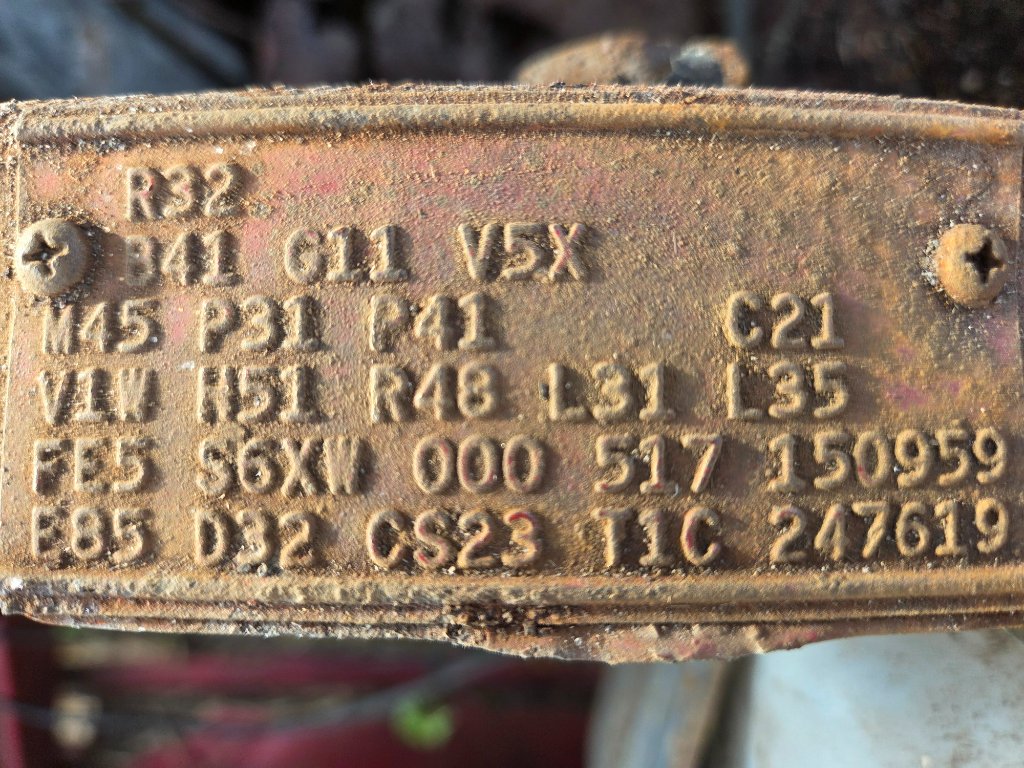 R32
B41 G11 V5X
M45 P31 P41 C21
V1W H51 R48 L31 L35
FE5 S6XW 000 517 150959
E85 D32 CS23 T1C 247619